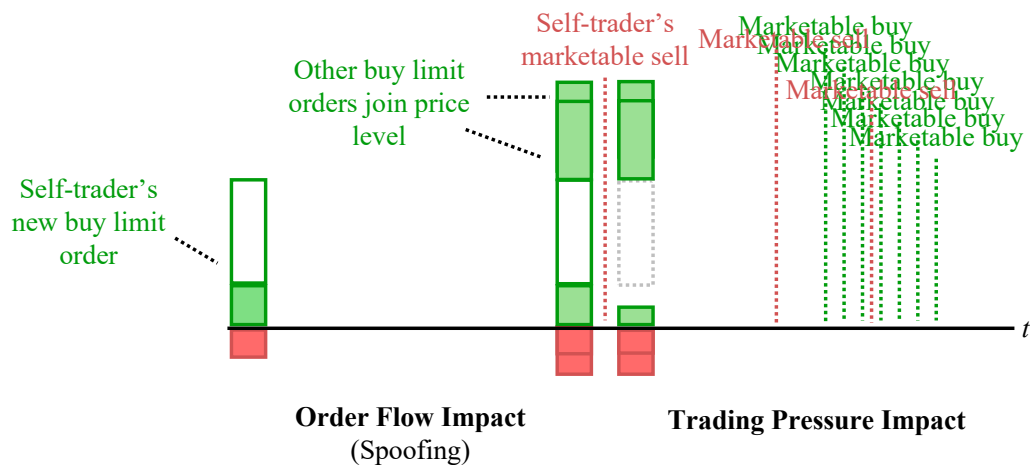 Self-trader's
marketable sell
Other buy limit
orders join price
level
Self-trader's
new buy limit
order
Marketable buy
Marketable sell
Marketable buy
Marketable buy
Marketable buy
Marketable sell
Marketable buy
Marketable buy
Marketable buy
t
Order Flow Impact
(Spoofing)
Trading Pressure Impact